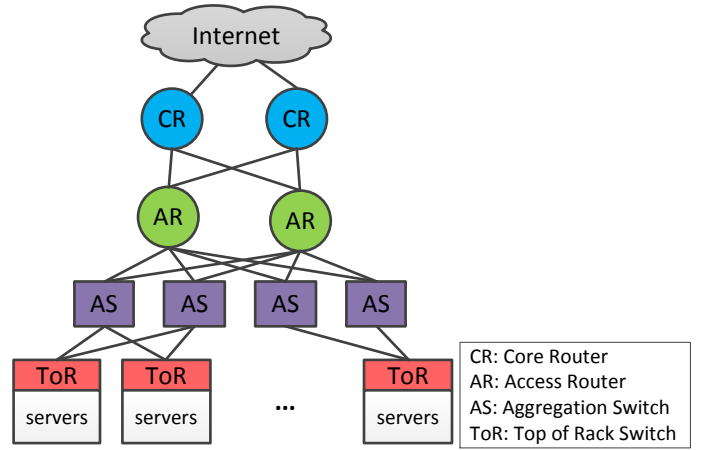 Internet
CR CR
AR AR
AS AS AS AS
ToR ToR ToR
servers servers ... servers
CR: Core Router
AR: Access Router
AS: Aggregation Switch
ToR: Top of Rack Switch